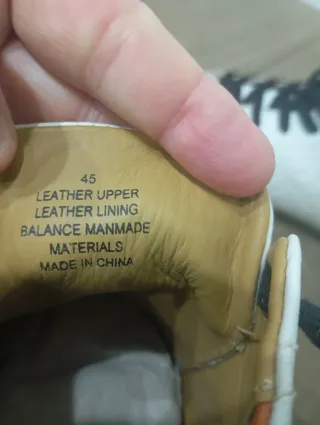 45
LEATHER UPPER
LEATHER LINING
BALANCE MANMADE
MATERIALS
MADE IN CHINA